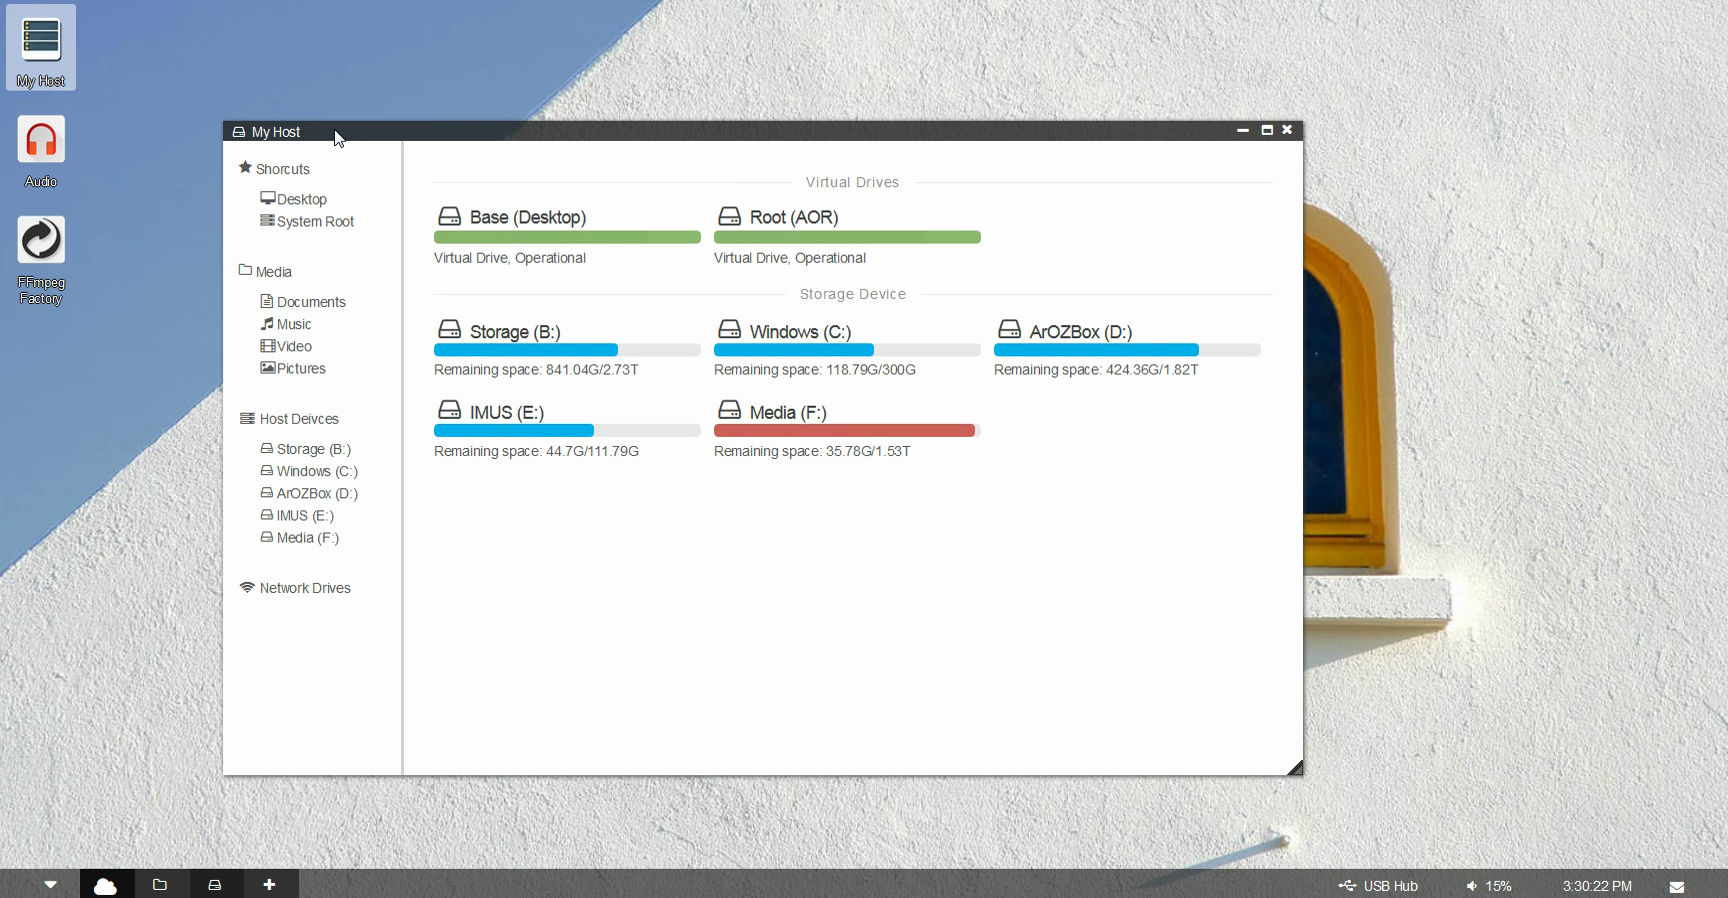 My Host
Audio
FFmpeg
Factory
My Host
Shorcuts
Desktop
System Root
Media
Documents
Music
Video
Pictures
Host Deivces
Storage (B:)
Windows (C:)
ArOZBox (D:)
IMUS (E:)
Media (F:)
Network Drives
Virtual Drives
Base (Desktop)
Root (AOR)
Virtual Drive, Operational
Virtual Drive, Operational
Storage Device
Storage (B:)
Windows (C:)
ArOZBox (D:)
Remaining space: 841.04G/2.73T
Remaining space: 118.79G/300G
Remaining space: 424.36G/1.82T
IMUS (E:)
Media (F:)
Remaining space: 44.7G/111.79G
Remaining space: 35.78G/1.53T
USB Hub
15%
3:30:22 PM